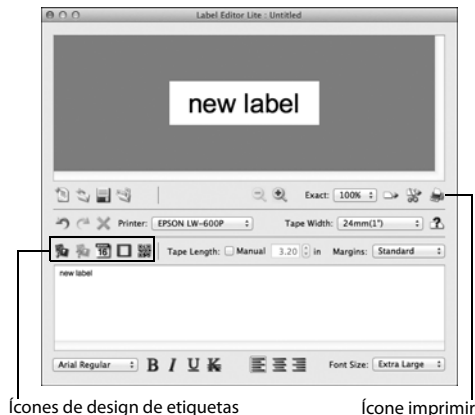 Label Editor Lite : Untitled
new label
Exact: 100%
Printer: EPSON LW-600P Tape Width: 24mm(1")
16 Tape Length: Manual 3.20 in Margins: Standard
new label
Arial Regular B I U K Font Size: Extra Large
Ícones de design de etiquetas Ícone imprimir